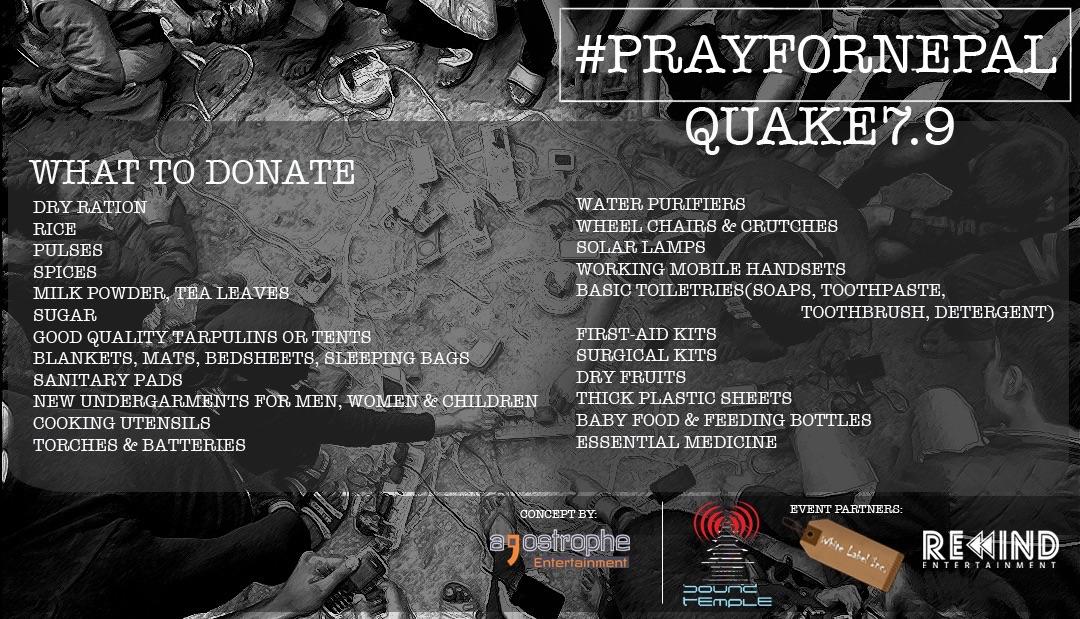 #PRAYFORNEPAL
QUAKE7.9
WHAT TO DONATE
DRY RATION
RICE
PULSES
SPICES
MILK POWDER, TEA LEAVES
SUGAR
GOOD QUALITY TARPULINS OR TENTS
BLANKETS, MATS, BEDSHEETS, SLEEPING BAGS
SANITARY PADS
NEW UNDERGARMENTS FOR MEN, WOMEN & CHILDREN
COOKING UTENSILS
TORCHES & BATTERIES
WATER PURIFIERS
WHEEL CHAIRS & CRUTCHES
SOLAR LAMPS
WORKING MOBILE HANDSETS
BASIC TOILETRIES(SOAPS, TOOTHPASTE,
TOOTHBRUSH, DETERGENT)
FIRST-AID KITS
SURGICAL KITS
DRY FRUITS
THICK PLASTIC SHEETS
BABY FOOD & FEEDING BOTTLES
ESSENTIAL MEDICINE
CONCEPT BY:
apostrophe
Entertainment
sound
temple
EVENT PARTNERS:
White Label Inc.
REWIND
ENTERTAINMENT